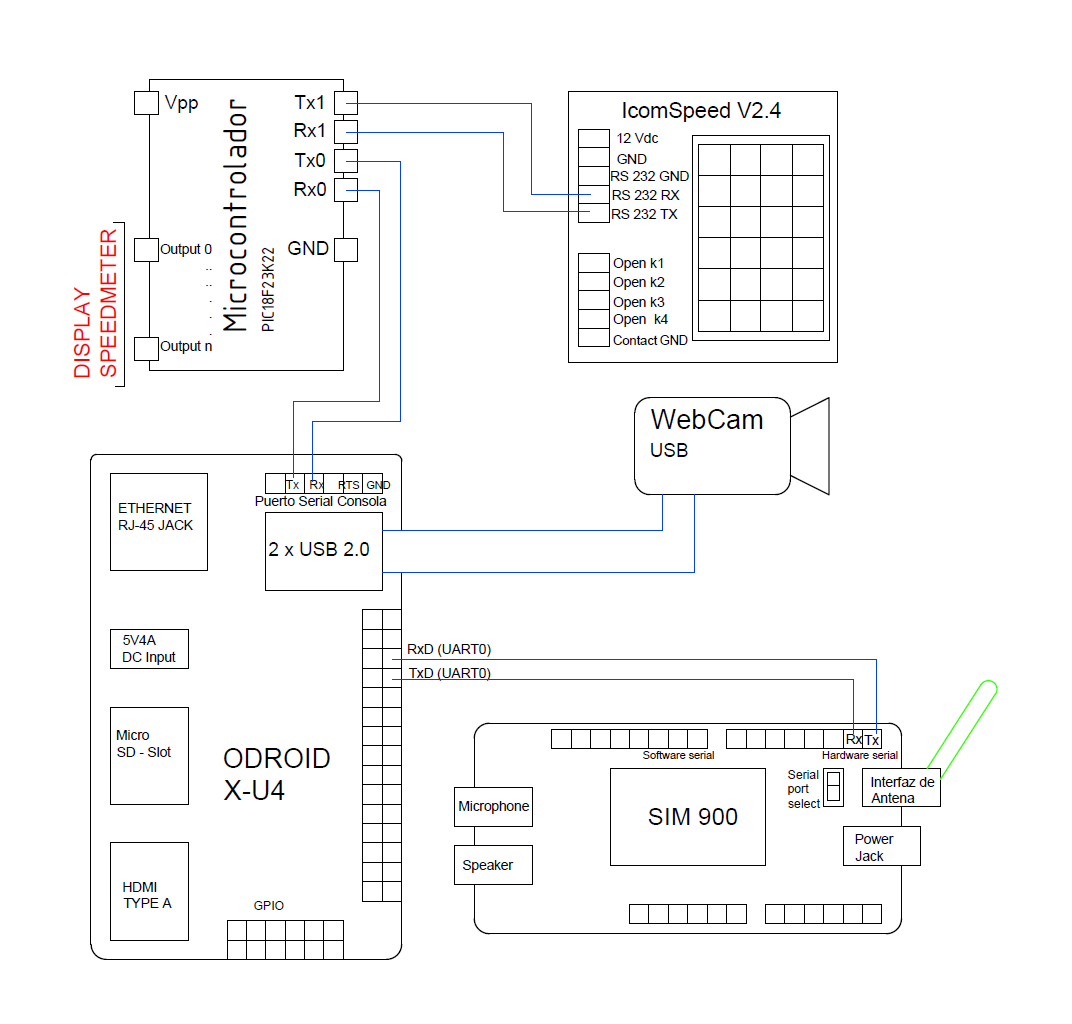 Vpp
Tx1
Rx1
Tx0
Rx0
GND
Output 0
..
..
.
.
.
Output n
Microcontrolador
PIC18F23K22
DISPLAY
SPEEDMETER
IcomSpeed V2.4
12 Vdc
GND
RS 232 GND
RS 232 RX
RS 232 TX
Open k1
Open k2
Open k3
Open k4
Contact GND
WebCam
USB
Tx Rx RTS GND
Puerto Serial Consola
ETHERNET
RJ-45 JACK
2 x USB 2.0
5V4A
DC Input
RxD (UART0)
TxD (UART0)
Micro
SD - Slot
ODROID
X-U4
HDMI
TYPE A
GPIO
Rx Tx
Software serial
Hardware serial
Serial
port
select
Interfaz de
Antena
Microphone
SIM 900
Power
Jack
Speaker